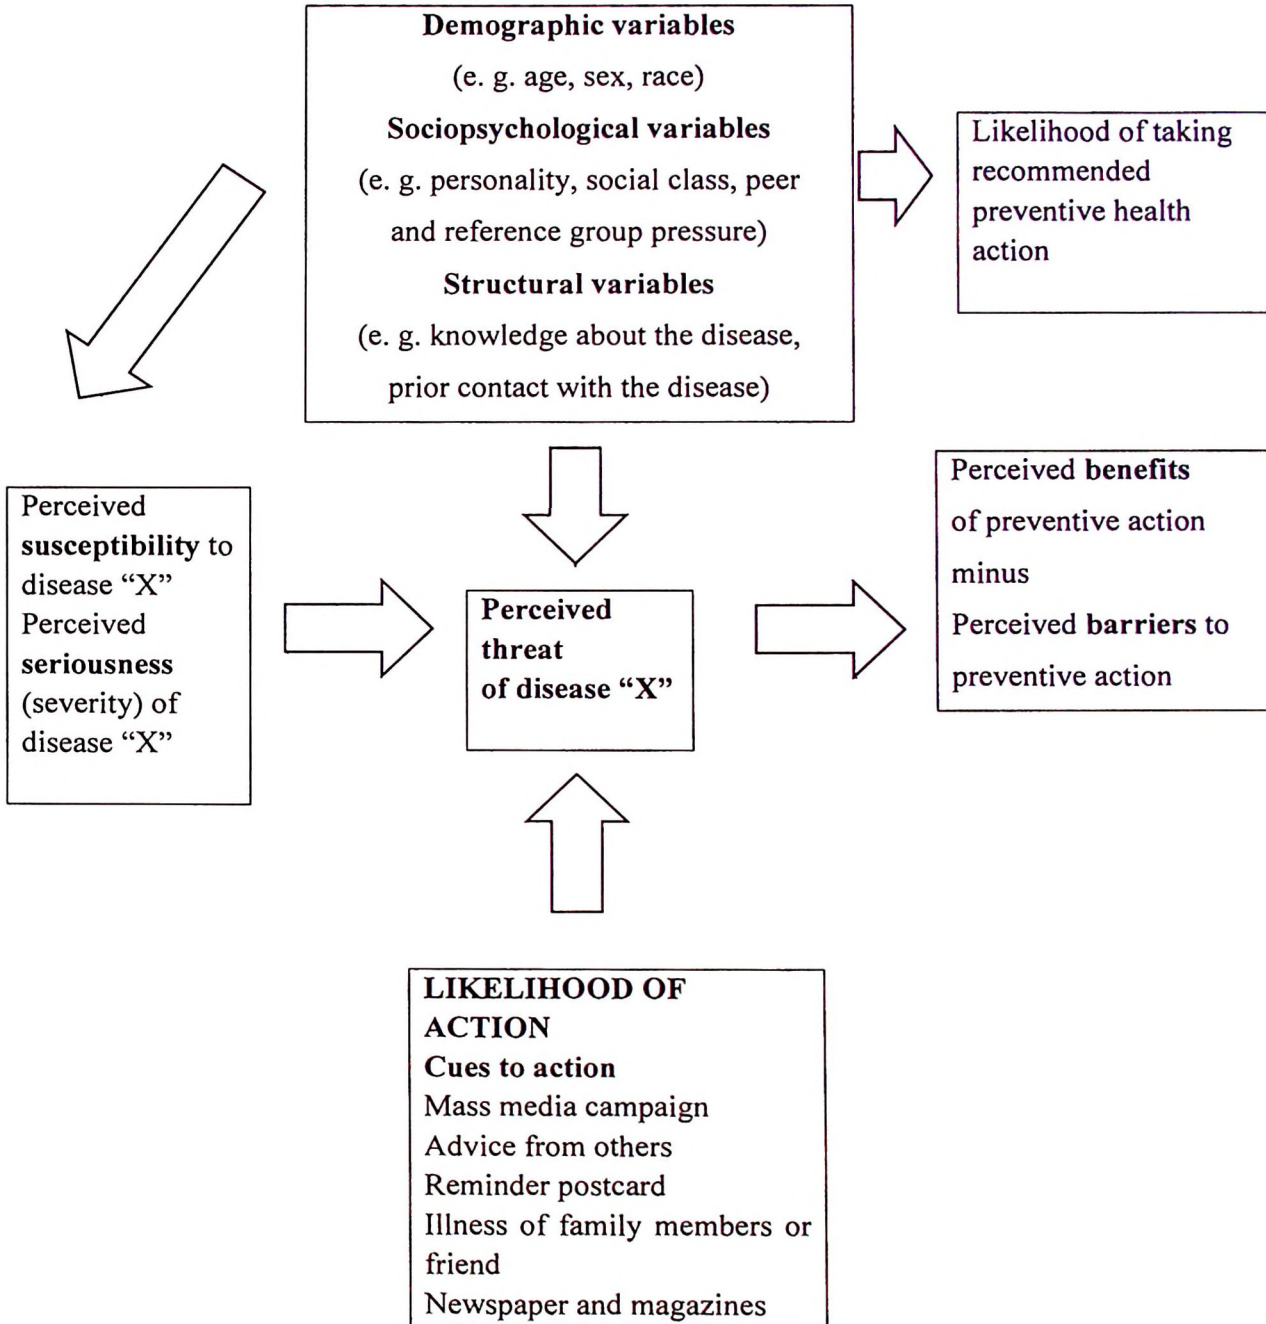 Demographic variables
(e. g. age, sex, race)
Sociopsychological variables
(e. g. personality, social class, peer
and reference group pressure)
Structural variables
(e. g. knowledge about the disease,
prior contact with the disease)
Likelihood of taking
recommended
preventive health
action
Perceived
susceptibility to
disease “X”
Perceived
seriousness
(severity) of
disease “X”
Perceived
threat
of disease “X”
Perceived benefits
of preventive action
minus
Perceived barriers to
preventive action
LIKELIHOOD OF
ACTION
Cues to action
Mass media campaign
Advice from others
Reminder postcard
Illness of family members or
friend
Newspaper and magazines